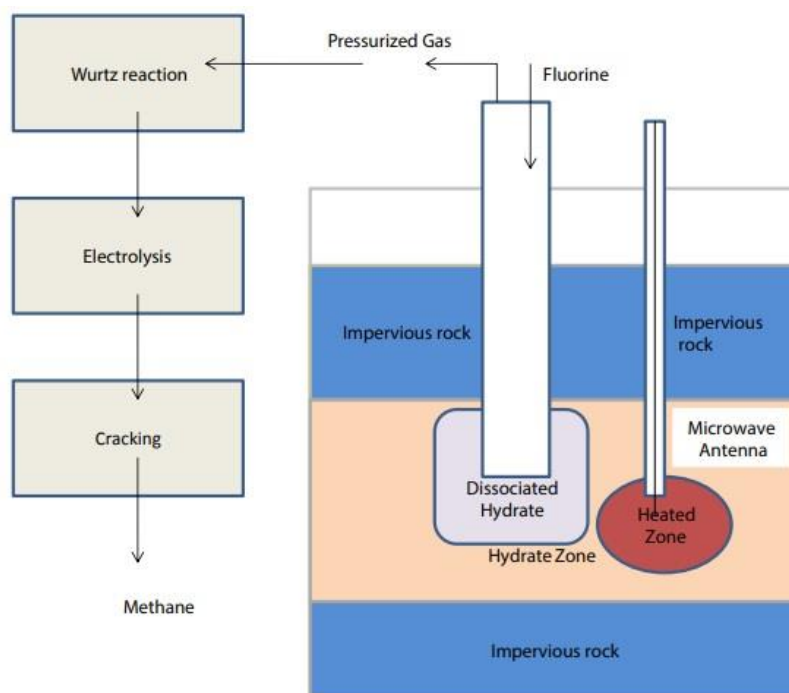 Pressurized Gas
Wurtz reaction
Fluorine
Electrolysis
Impervious rock
Impervious
rock
Cracking
Microwave
Antenna
Dissociated
Hydrate
Heated
Zone
Hydrate Zone
Methane
Impervious rock